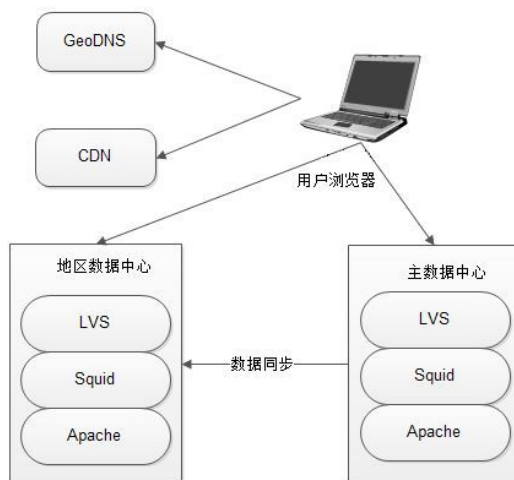 GeoDNS
CDN
用户浏览器
地区数据中心
LVS
Squid
Apache
数据同步
主数据中心
LVS
Squid
Apache